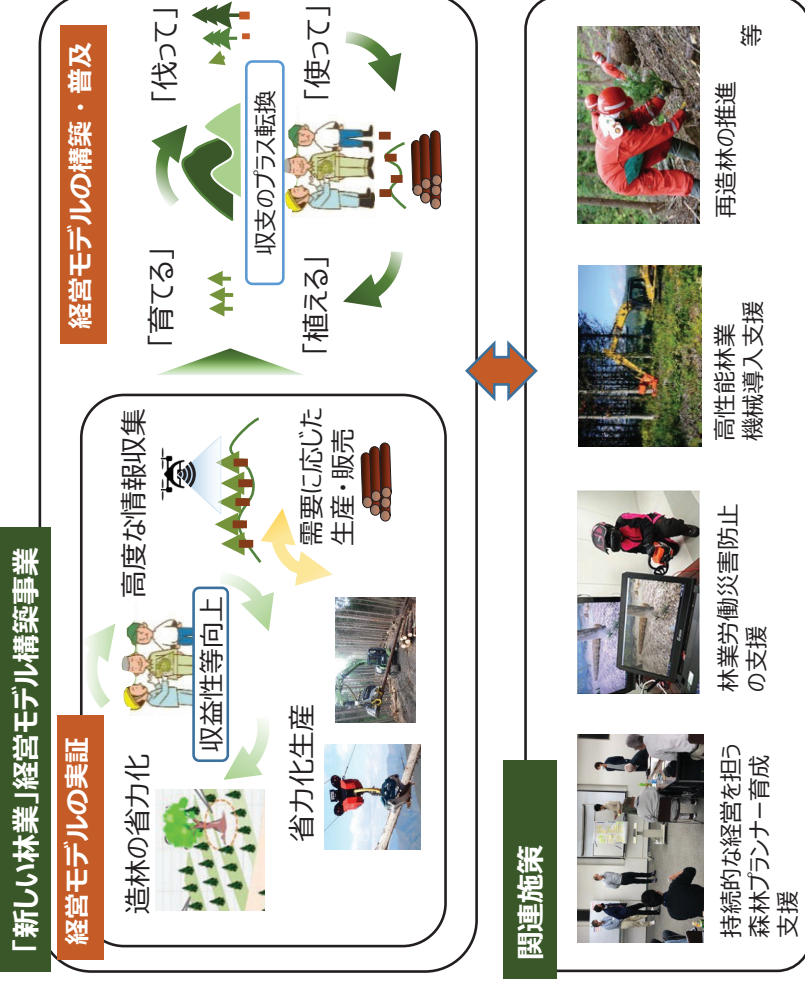 「新しい林業」経営モデル構築事業
経営モデルの実証
造林の省力化
収益性等向上
高度な情報収集
省力化生産
需要に応じた
生産・販売
経営モデルの構築・普及
「育てる」
「伐って」
収支のプラス転換
「植える」
「使って」
関連施策
持続的な経営を担う
森林プランナー育成
支援
林業労働災害防止
の支援
高性能林業
機械導入支援
再造林の推進
等